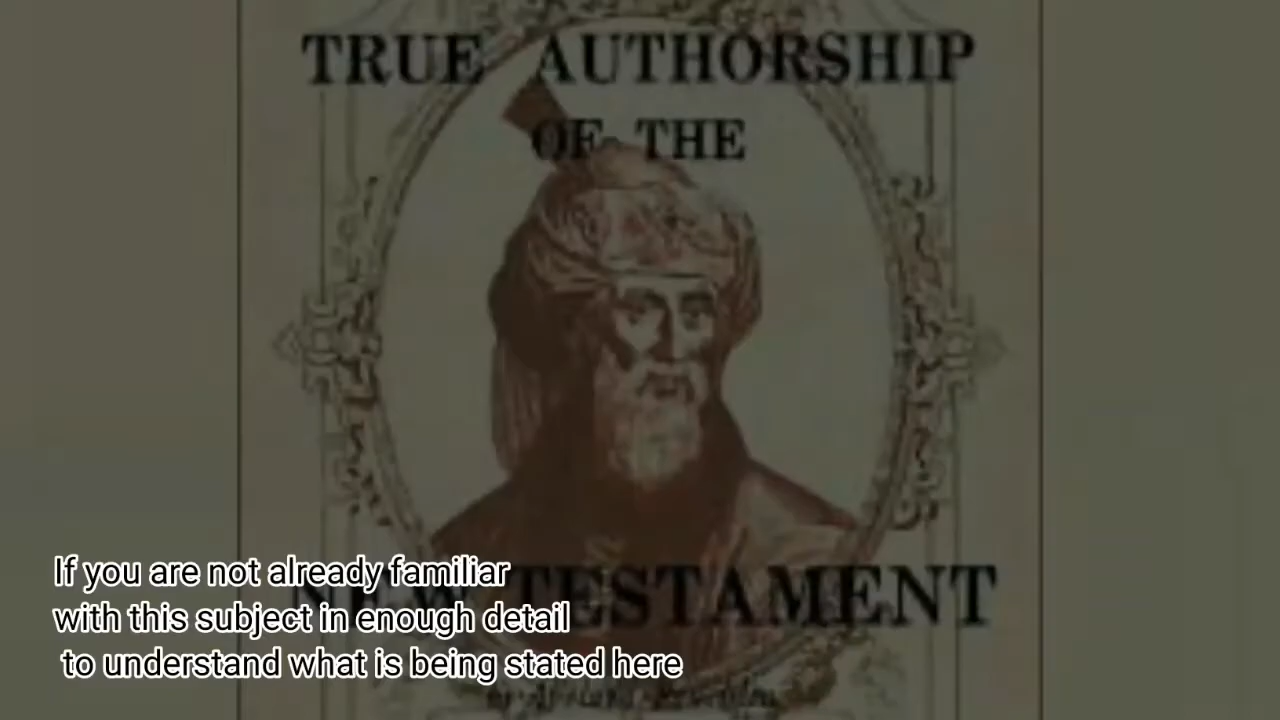 TRUE AUTHORSHIP
OF THE
NEW TESTAMENT
If you are not already familiar
with this subject in enough detail
to understand what is being stated here